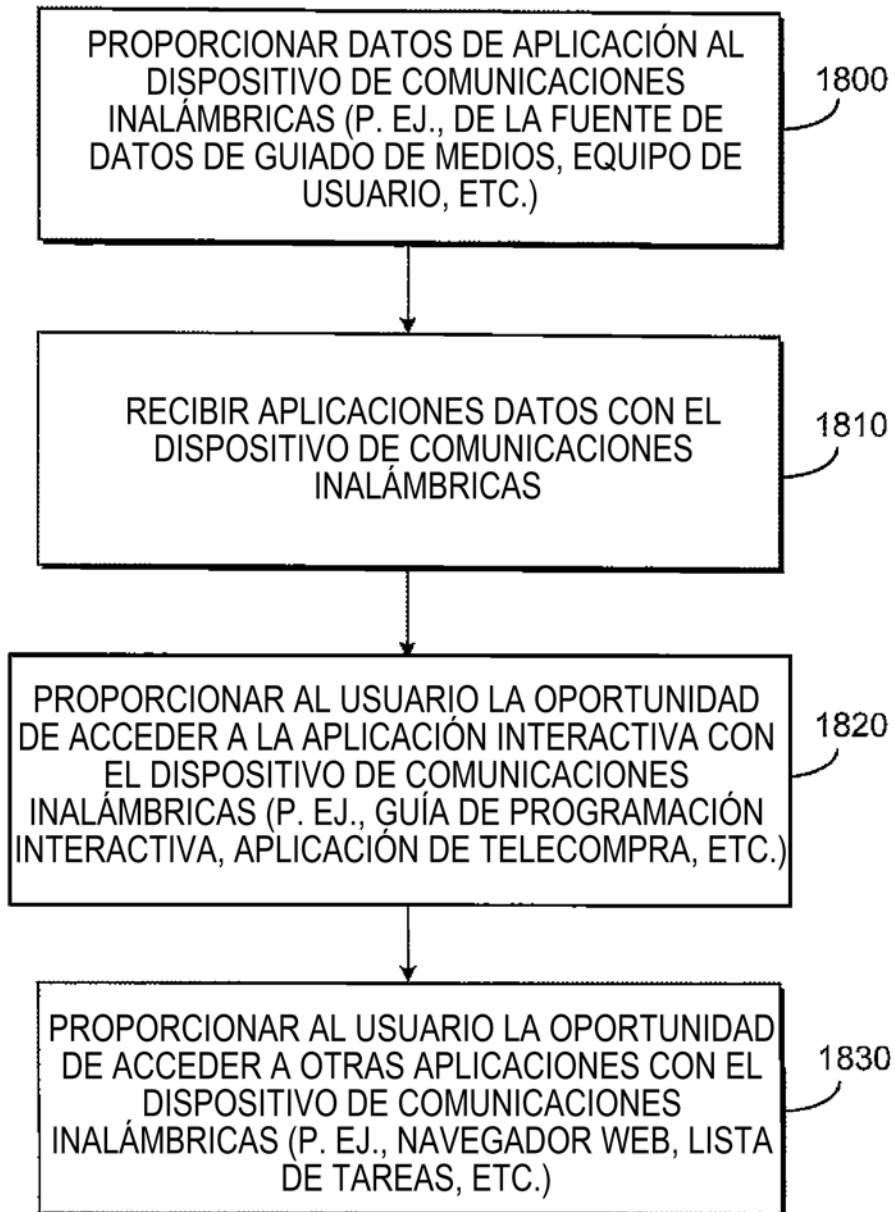 PROPORCIONAR DATOS DE APLICACIÓN AL
DISPOSITIVO DE COMUNICACIONES
INALÁMBRICAS (P. EJ., DE LA FUENTE DE
DATOS DE GUIADO DE MEDIOS, EQUIPO DE
USUARIO, ETC.)
1800
RECIBIR APLICACIONES DATOS CON EL
DISPOSITIVO DE COMUNICACIONES
INALÁMBRICAS
1810
PROPORCIONAR AL USUARIO LA OPORTUNIDAD
DE ACCEDER A LA APLICACIÓN INTERACTIVA CON
EL DISPOSITIVO DE COMUNICACIONES
INALÁMBRICAS (P. EJ., GUÍA DE PROGRAMACIÓN
INTERACTIVA, APLICACIÓN DE TELECOMPRA, ETC.)
1820
PROPORCIONAR AL USUARIO LA OPORTUNIDAD
DE ACCEDER A OTRAS APLICACIONES CON EL
DISPOSITIVO DE COMUNICACIONES
INALÁMBRICAS (P. EJ., NAVEGADOR WEB, LISTA
DE TAREAS, ETC.)
1830